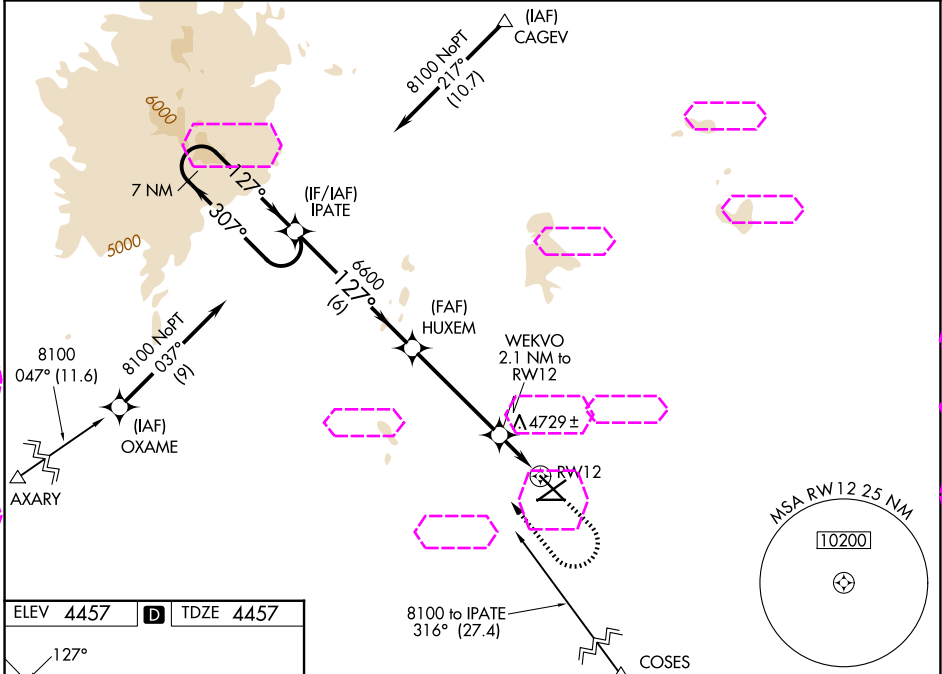 (IAF)
CAGEV
8100 NoPT
217°
(10.7)
6000
7 NM
127°
307°
(IF/IAF)
IPATE
5000
6600
127°
(6)
(FAF)
HUXEM
8100 NoPT
037°
(9)
8100
047° (11.6)
(IAF)
OXAME
AXARY
WEKVO
2.1 NM to
RW12
4729 ±
RW12
MSA RW12 25 NM
10200
8100 to IPATE
316° (27.4)
COSES
ELEV 4457 D TDZE 4457
127°